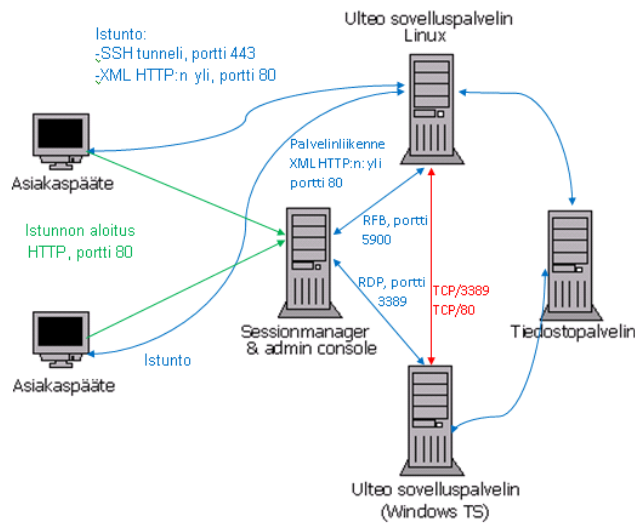 Ulteo sovelluspalvelin
Linux
Istunto:
-SSH tunneli, portti 443
-XML HTTP:n yli, portti 80
Asiakaspääte
Palvelinliikenne
XML HTTP:n: yli
portti 80
Istunnon aloitus
HTTP, portti 80
RFB, portti
5900
RDP, portti
3389
TCP/3389
TCP/80
Sessionmanager
& admin console
Tiedostopalvelin
Istunto
Asiakaspääte
Ulteo sovelluspalvelin
(Windows TS)